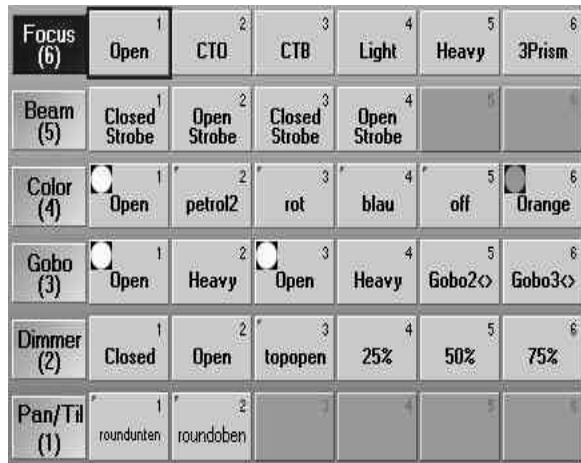 Focus
(6)
1
Open
2
CTO
3
CTB
4
Light
5
Heavy
6
3Prism
Beam
(5)
1
Closed
Strobe
2
Open
Strobe
3
Closed
Strobe
4
Open
Strobe
5
6
Color
(4)
1
Open
2
petrol2
3
rot
4
blau
5
off
6
Orange
Gobo
(3)
1
Open
2
Heavy
3
Open
4
Heavy
5
Gobo2<>
6
Gobo3<>
Dimmer
(2)
1
Closed
2
Open
3
topopen
4
25%
5
50%
6
75%
Pan/Til
(1)
1
roundunten
2
roundoben
3
4
5
6